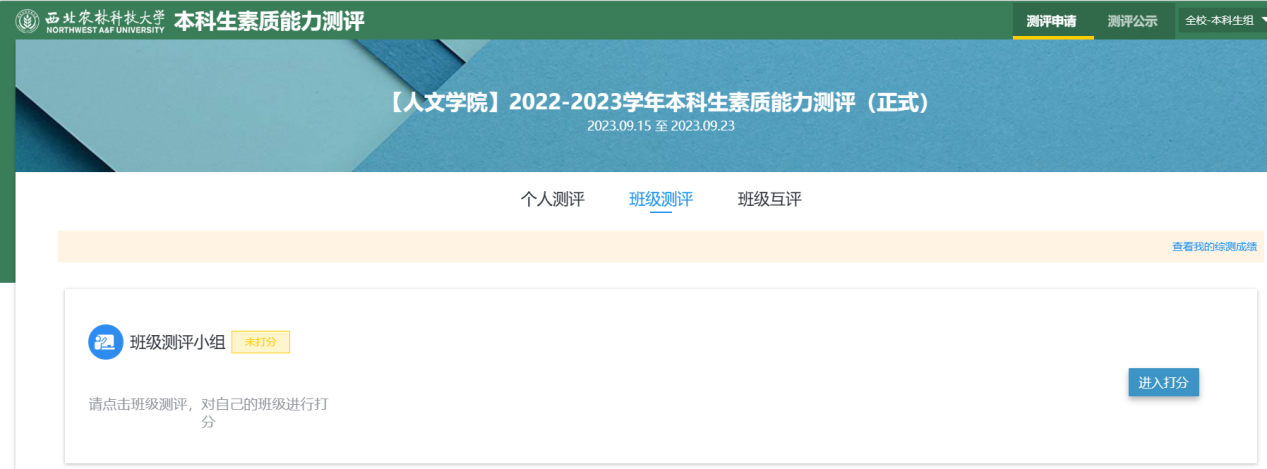 西北农林科技大学 本科生素质能力测评 测评申请 测评公示 全校-本科生组
NORTHWEST A&F UNIVERSITY
【人文学院】2022-2023学年本科生素质能力测评（正式）
2023.09.15 至 2023.09.23
个人测评 班级测评 班级互评
查看我的综测成绩
班级测评小组 未打分
进入打分
请点击班级测评，对自己的班级进行打
分